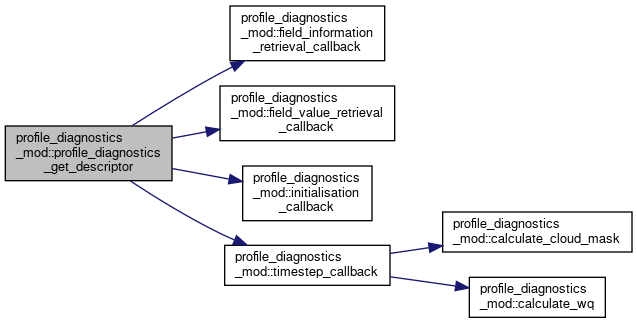 profile_diagnostics
_mod::field_information
_retrieval_callback
profile_diagnostics
_mod::field_value_retrieval
_callback
profile_diagnostics
_mod::profile_diagnostics
_get_descriptor
profile_diagnostics
_mod::initialisation
_callback
profile_diagnostics
_mod::timestep_callback
profile_diagnostics
_mod::calculate_cloud_mask
profile_diagnostics
_mod::calculate_wq